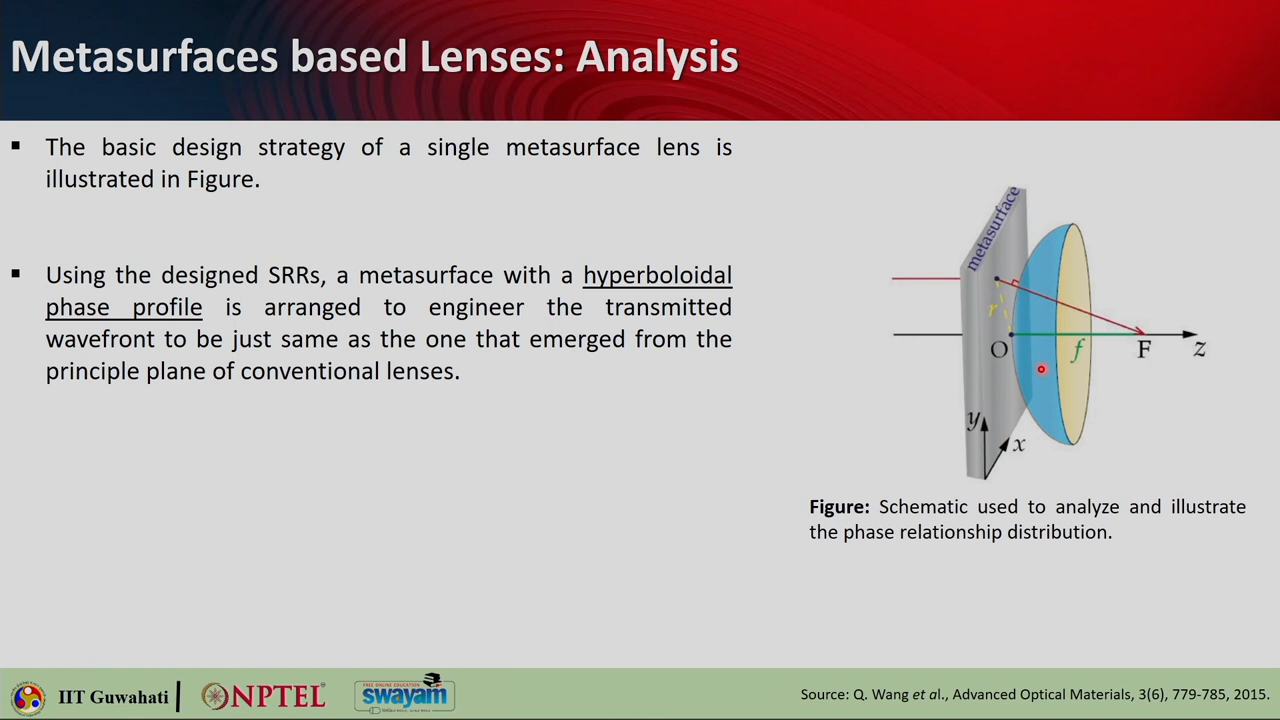 Metasurfaces based Lenses: Analysis
▪ The basic design strategy of a single metasurface lens is
illustrated in Figure.
▪ Using the designed SRRs, a metasurface with a hyperboloidal
phase profile is arranged to engineer the transmitted
wavefront to be just same as the one that emerged from the
principle plane of conventional lenses.
metasurface
r
O
f
F
z
y
x
Figure: Schematic used to analyze and illustrate
the phase relationship distribution.
IIT Guwahati
NPTEL
FREE ONLINE EDUCATION
swayam
Source: Q. Wang et al., Advanced Optical Materials, 3(6), 779-785, 2015.